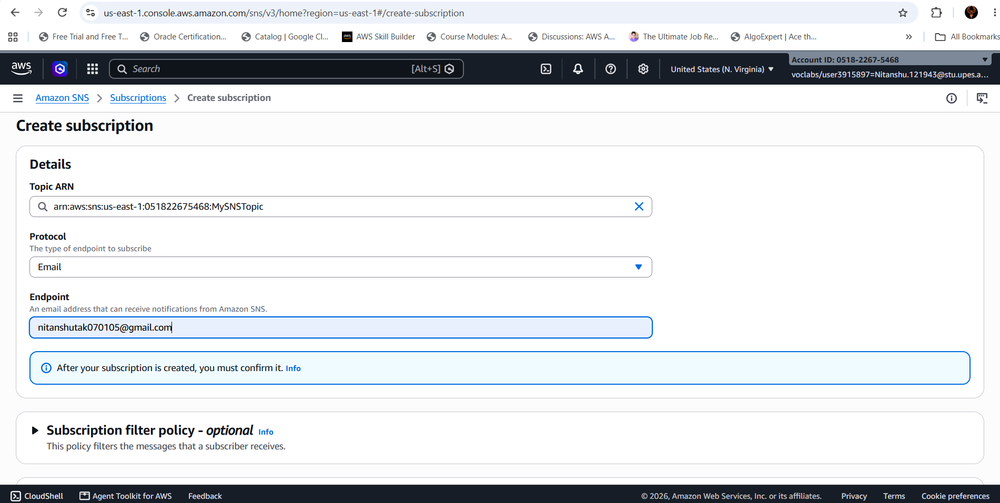 us-east-1.console.aws.amazon.com/sns/v3/home?region=us-east-1#/create-subscription
Free Trial and Free T...
Oracle Certification...
Catalog | Google Cl...
aws
AWS Skill Builder
Course Modules: A...
Discussions: AWS A...
The Ultimate Job Re...
AlgoExpert | Ace th...
All Bookmarks
aws
Search
[Alt+S]
United States (N. Virginia)
Account ID: 0518-2267-5468
voclabs/user3915897=Nitanshu.121943@stu.upes.a...
Amazon SNS
Subscriptions
Create subscription
Create subscription
Details
Topic ARN
arn:aws:sns:us-east-1:051822675468:MySNSTopic
Protocol
The type of endpoint to subscribe
Email
Endpoint
An email address that can receive notifications from Amazon SNS.
nitanshutak070105@gmail.com
After your subscription is created, you must confirm it. Info
Subscription filter policy - optional Info
This policy filters the messages that a subscriber receives.
CloudShell
Agent Toolkit for AWS
Feedback
© 2026, Amazon Web Services, Inc. or its affiliates.
Privacy
Terms
Cookie preferences